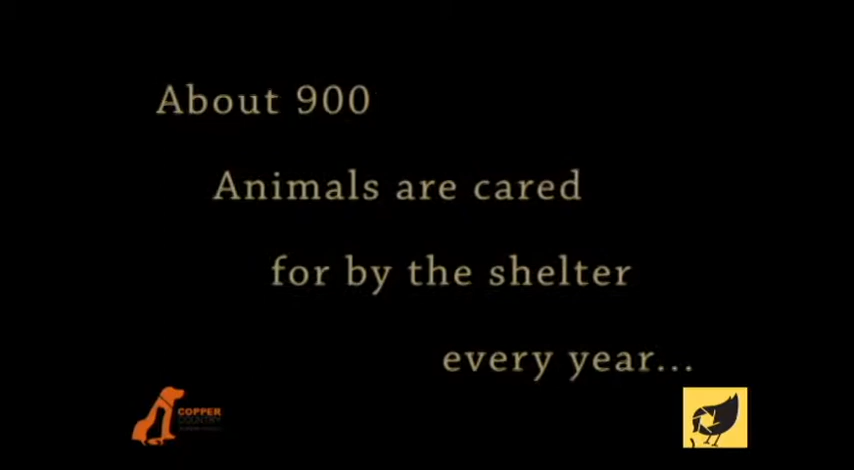 About 900
Animals are cared
for by the shelter
every year...
COPPER
COUNTRY